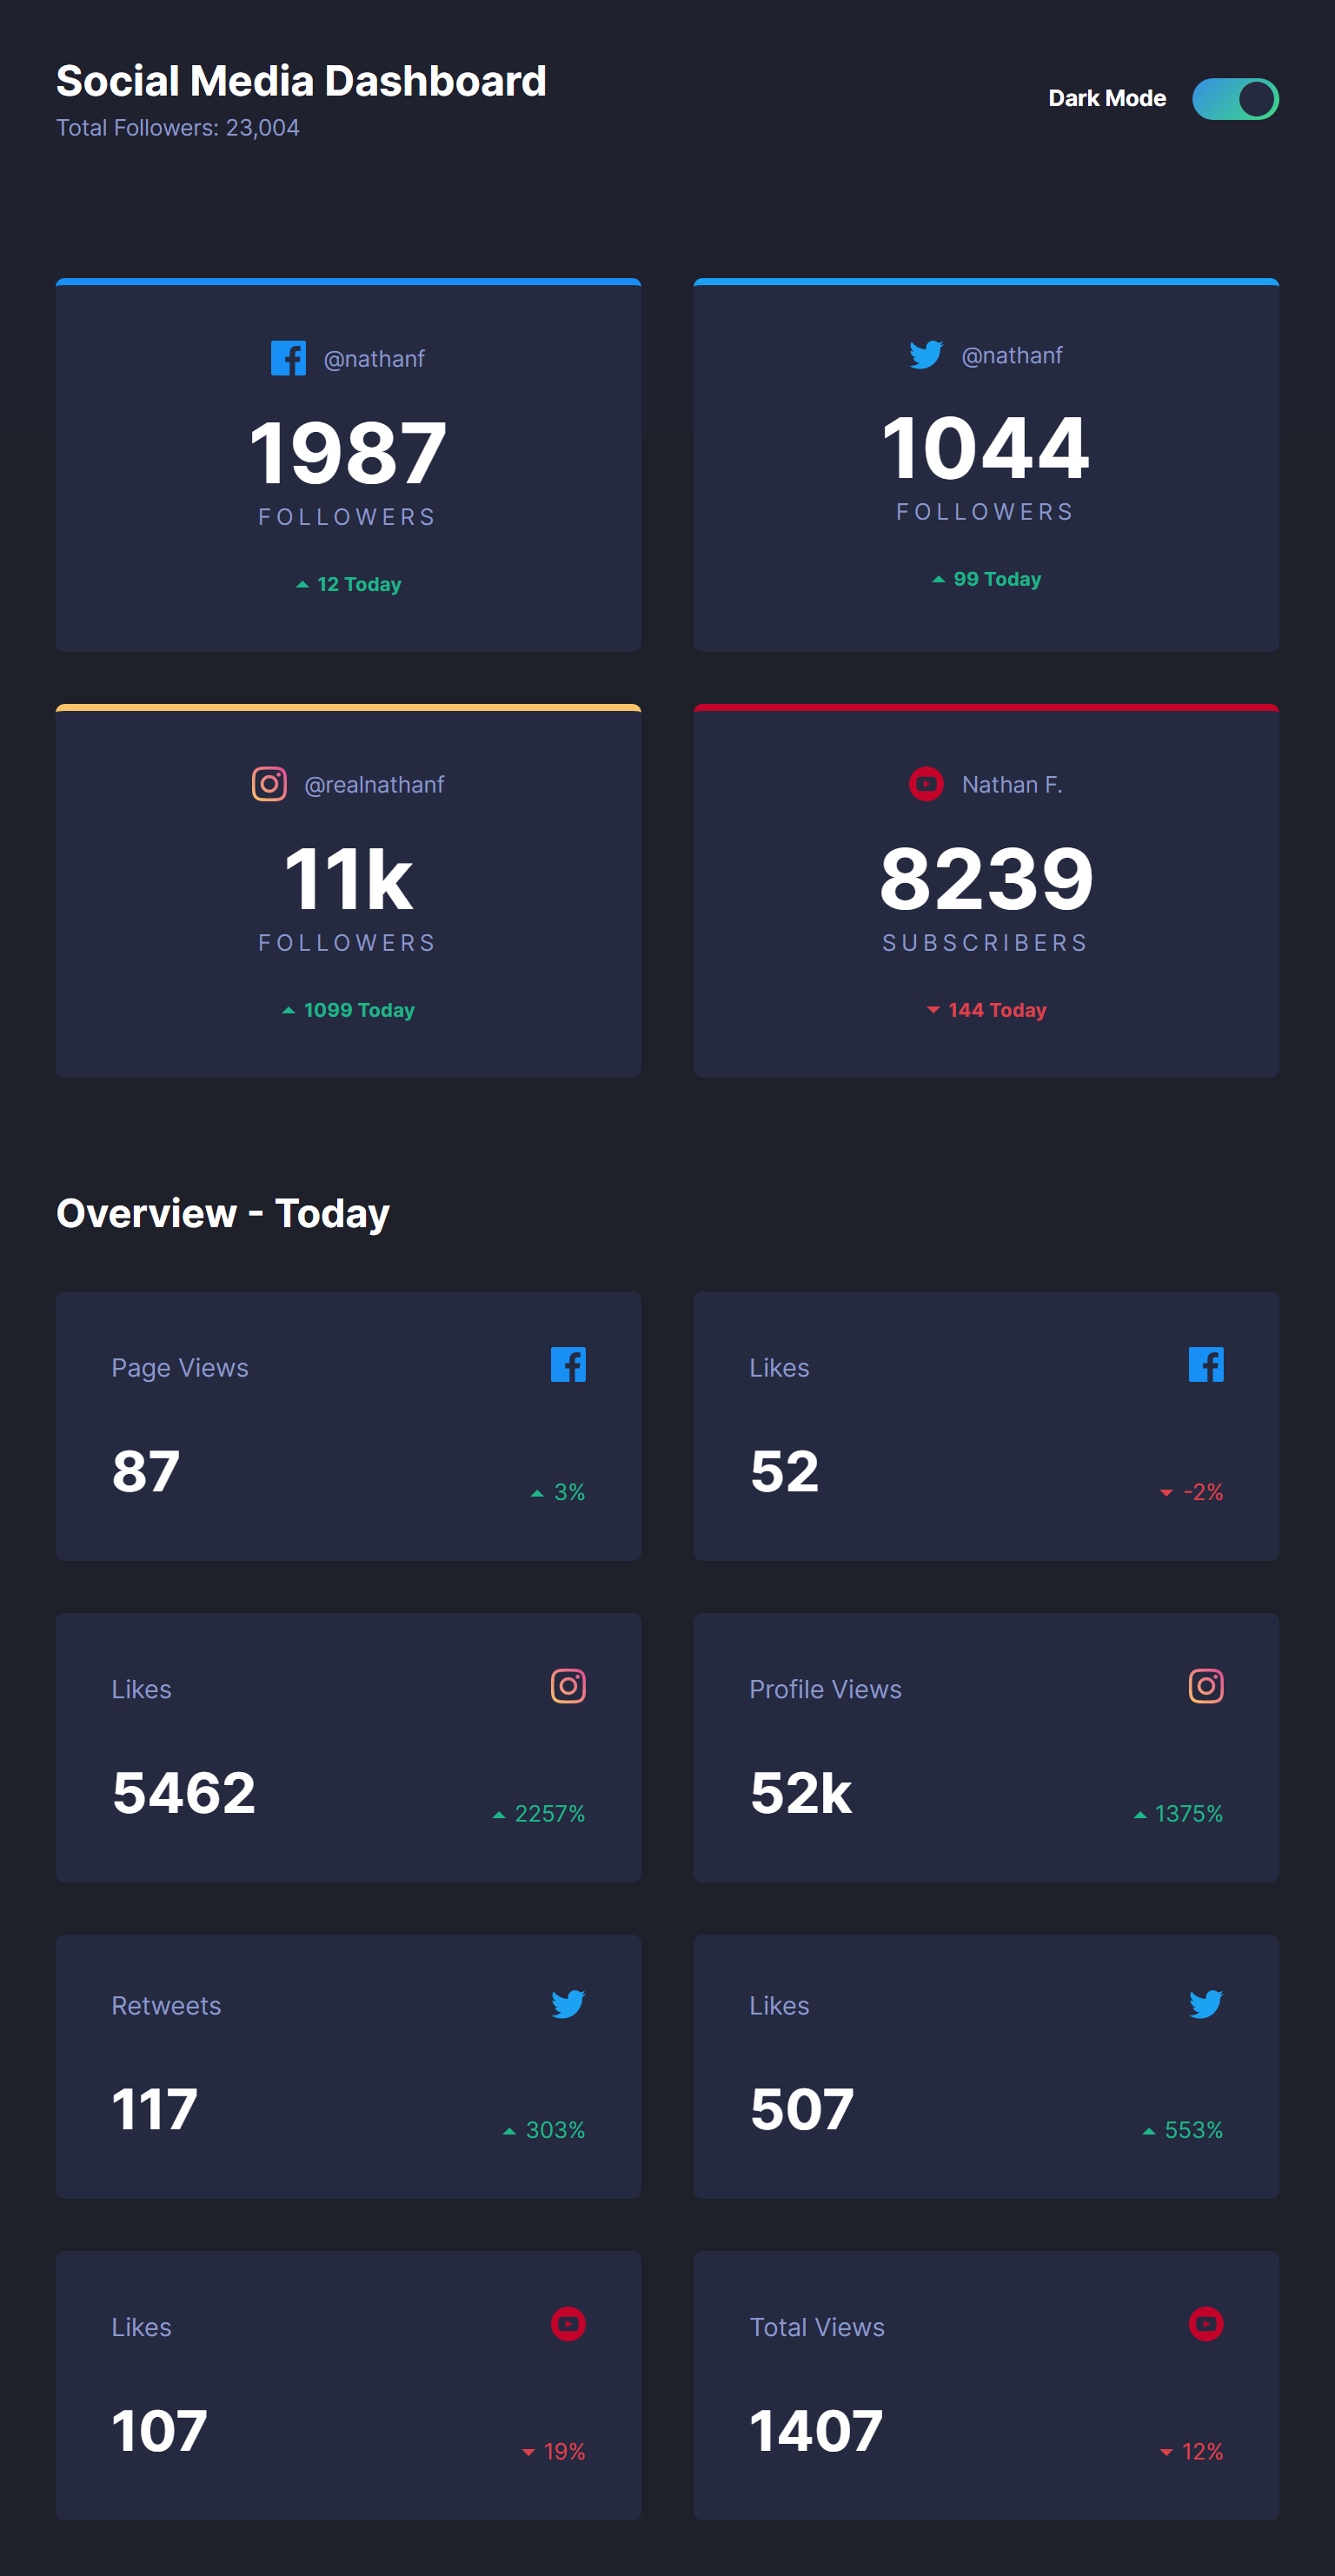 Social Media Dashboard
Total Followers: 23,004
Dark Mode
@nathanf
1987
FOLLOWERS
12 Today
@nathanf
1044
FOLLOWERS
99 Today
@realnathanf
11k
FOLLOWERS
1099 Today
Nathan F.
8239
SUBSCRIBERS
144 Today
Overview - Today
Page Views
87
3%
Likes
52
-2%
Likes
5462
2257%
Profile Views
52k
1375%
Retweets
117
303%
Likes
507
553%
Likes
107
19%
Total Views
1407
12%